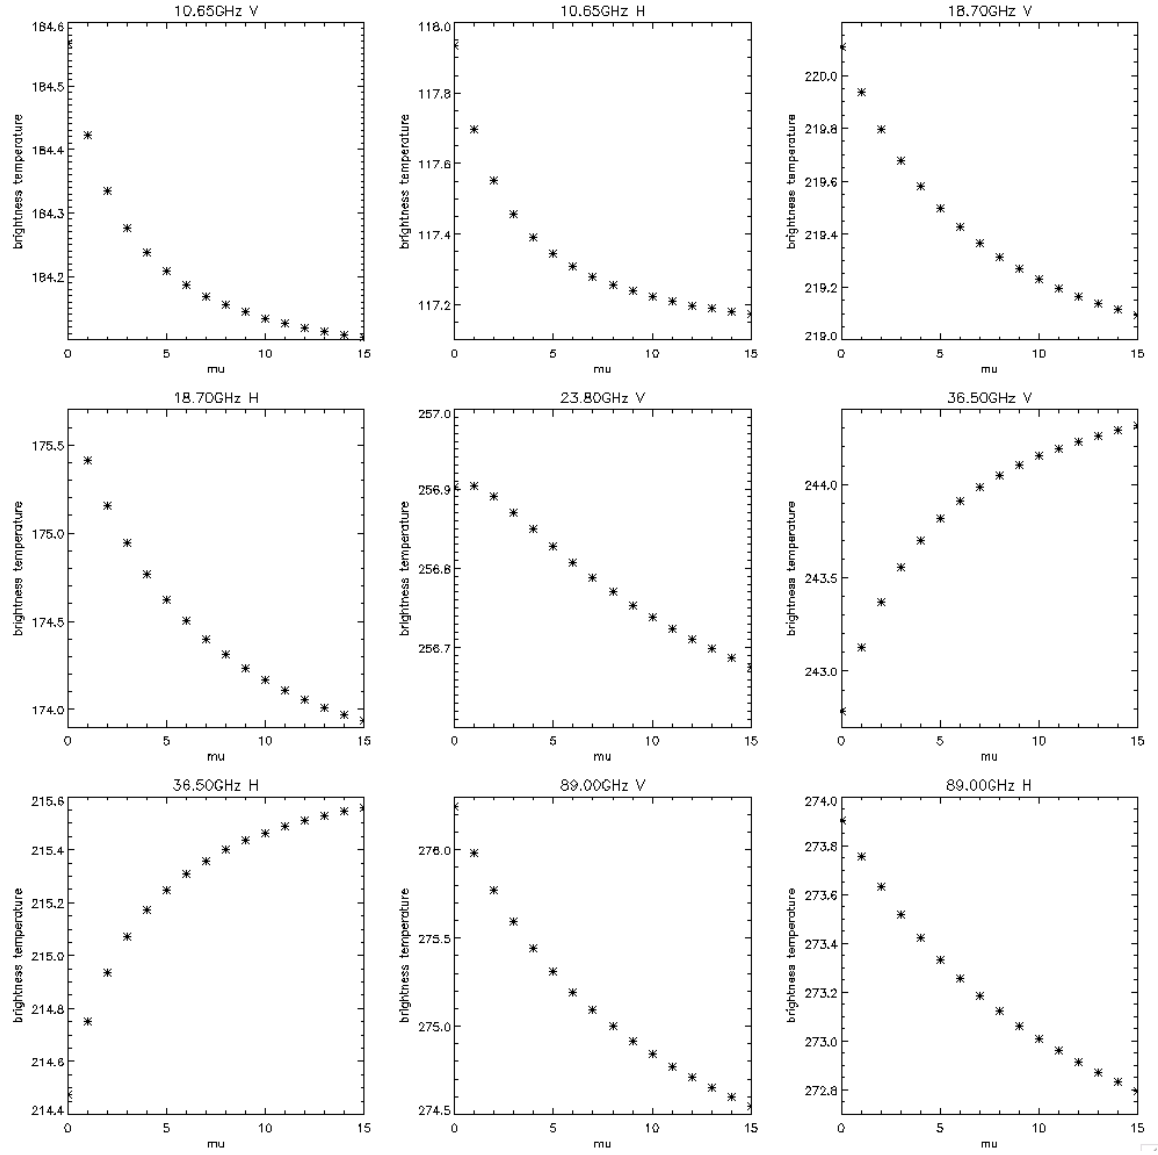 10.65GHz V
184.6
184.5
184.4
184.3
184.2
brightness temperature
0 5 10 15
mu
10.65GHz H
118.0
117.8
117.6
117.4
117.2
brightness temperature
0 5 10 15
mu
18.70GHz V
220.0
219.8
219.6
219.4
219.2
219.0
brightness temperature
0 5 10 15
mu
18.70GHz H
175.5
175.0
174.5
174.0
brightness temperature
0 5 10 15
mu
23.80GHz V
257.0
256.9
256.8
256.7
brightness temperature
0 5 10 15
mu
36.50GHz V
244.0
243.5
243.0
brightness temperature
0 5 10 15
mu
36.50GHz H
215.6
215.4
215.2
215.0
214.8
214.6
214.4
brightness temperature
0 5 10 15
mu
89.00GHz V
276.0
275.5
275.0
274.5
brightness temperature
0 5 10 15
mu
89.00GHz H
274.0
273.8
273.6
273.4
273.2
273.0
272.8
brightness temperature
0 5 10 15
mu